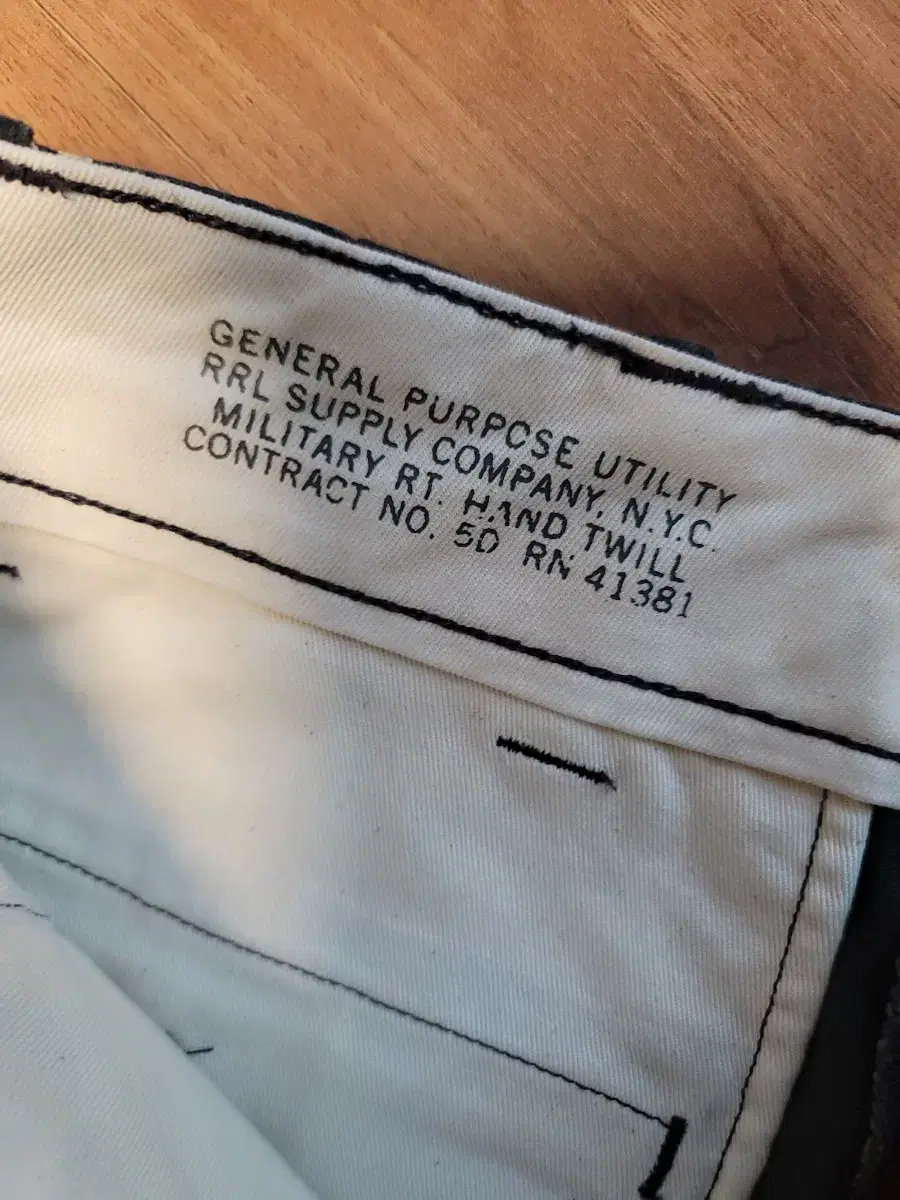 GENERAL PURPOSE UTILITY
RRL SUPPLY COMPANY, N.Y.C.
MILITARY RT. HAND TWILL
CONTRACT NO. 5D RN 41381